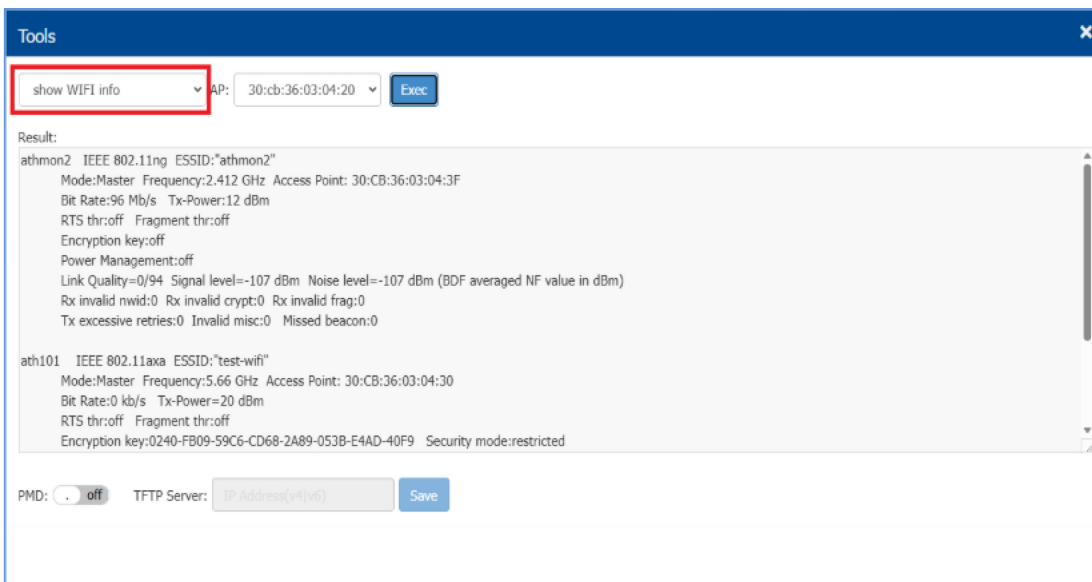 Tools
show WIFI info AP: 30:cb:36:03:04:20 Exec
Result:
athmon2 IEEE 802.11ng ESSID:"athmon2"
Mode:Master Frequency:2.412 GHz Access Point: 30:CB:36:03:04:3F
Bit Rate:96 Mb/s Tx-Power:12 dBm
RTS thr:off Fragment thr:off
Encryption key:off
Power Management:off
Link Quality=0/94 Signal level=-107 dBm Noise level=-107 dBm (BDF averaged NF value in dBm)
Rx invalid nwid:0 Rx invalid crypt:0 Rx invalid frag:0
Tx excessive retries:0 Invalid misc:0 Missed beacon:0
ath101 IEEE 802.11axa ESSID:"test-wifi"
Mode:Master Frequency:5.66 GHz Access Point: 30:CB:36:03:04:30
Bit Rate:0 kb/s Tx-Power=20 dBm
RTS thr:off Fragment thr:off
Encryption key:0240-FB09-59C6-CD68-2A89-053B-E4AD-40F9 Security mode:restricted
PMD: . off TFTP Server: IP Address(v4|v6) Save